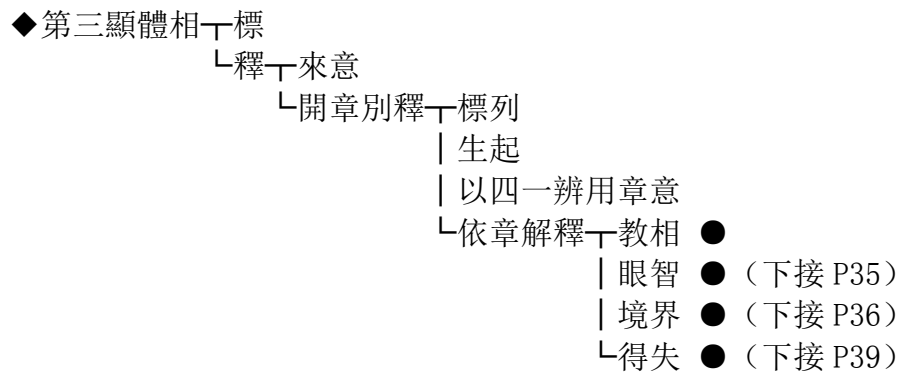 ◆第三顯體相┬標
└釋┬來意
└開章別釋┬標列
│生起
│以四一辨用章意
└依章解釋┬教相 ●
│眼智 ●（下接 P35）
│境界 ●（下接 P36）
└得失 ●（下接 P39）